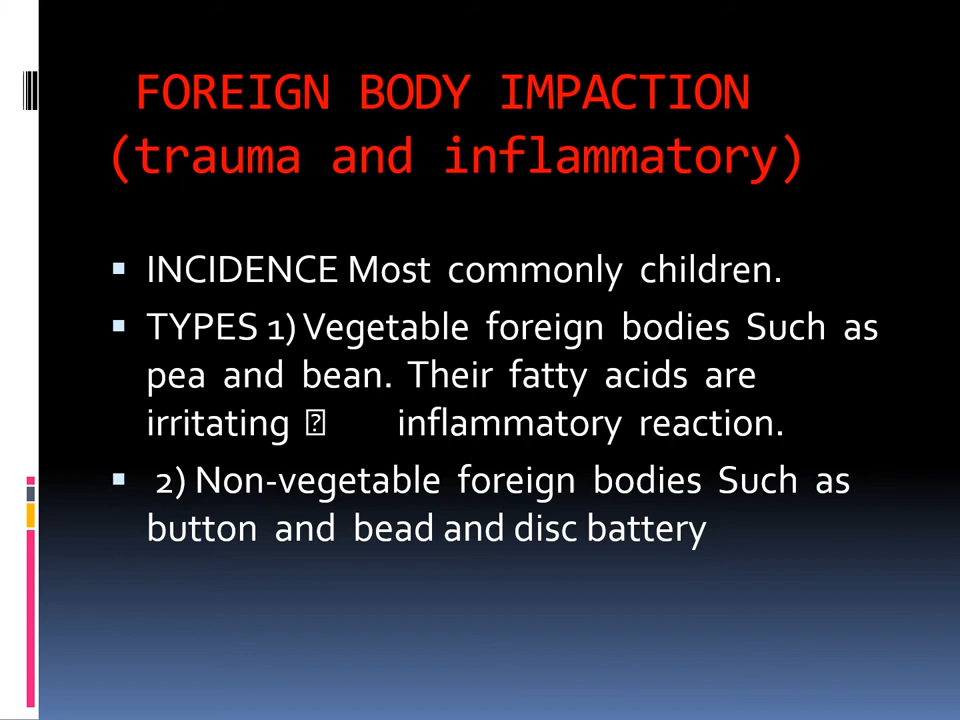 FOREIGN BODY IMPACTION
(trauma and inflammatory)
▪ INCIDENCE Most commonly children.
▪ TYPES 1) Vegetable foreign bodies Such as
pea and bean. Their fatty acids are
irritating ⍰ inflammatory reaction.
▪ 2) Non-vegetable foreign bodies Such as
button and bead and disc battery